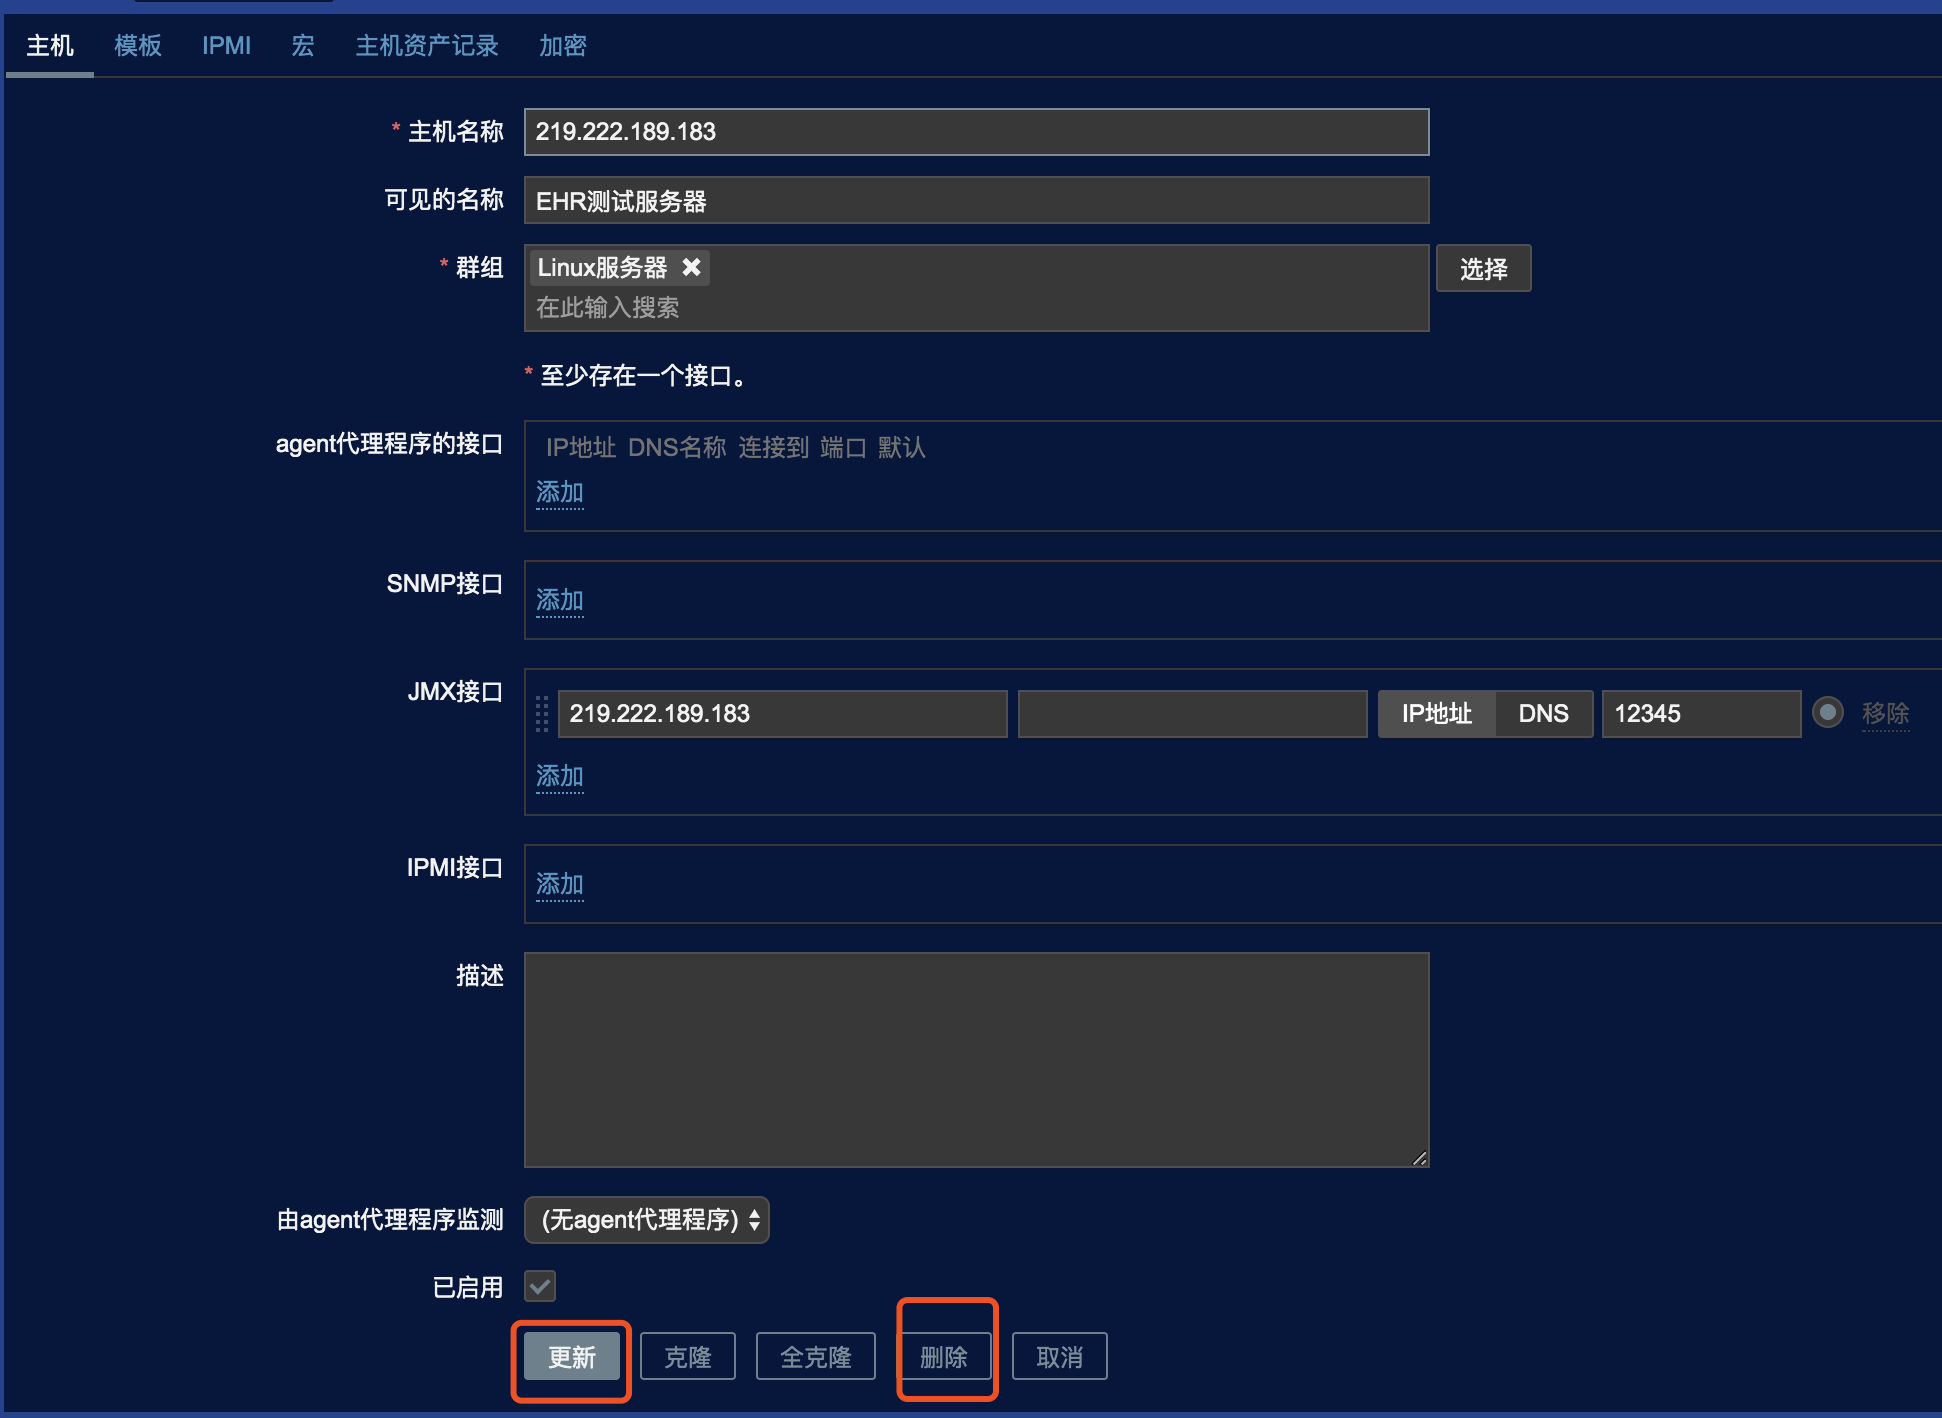 主机 模板 IPMI 宏 主机资产记录 加密
* 主机名称 219.222.189.183
可见的名称 EHR测试服务器
* 群组 Linux服务器 选择
在此输入搜索
* 至少存在一个接口。
agent代理程序的接口 IP地址 DNS名称 连接到 端口 默认
添加
SNMP接口 添加
JMX接口 219.222.189.183 IP地址 DNS 12345 移除
添加
IPMI接口 添加
描述
由agent代理程序监测 (无agent代理程序)
已启用
更新 克隆 全克隆 删除 取消